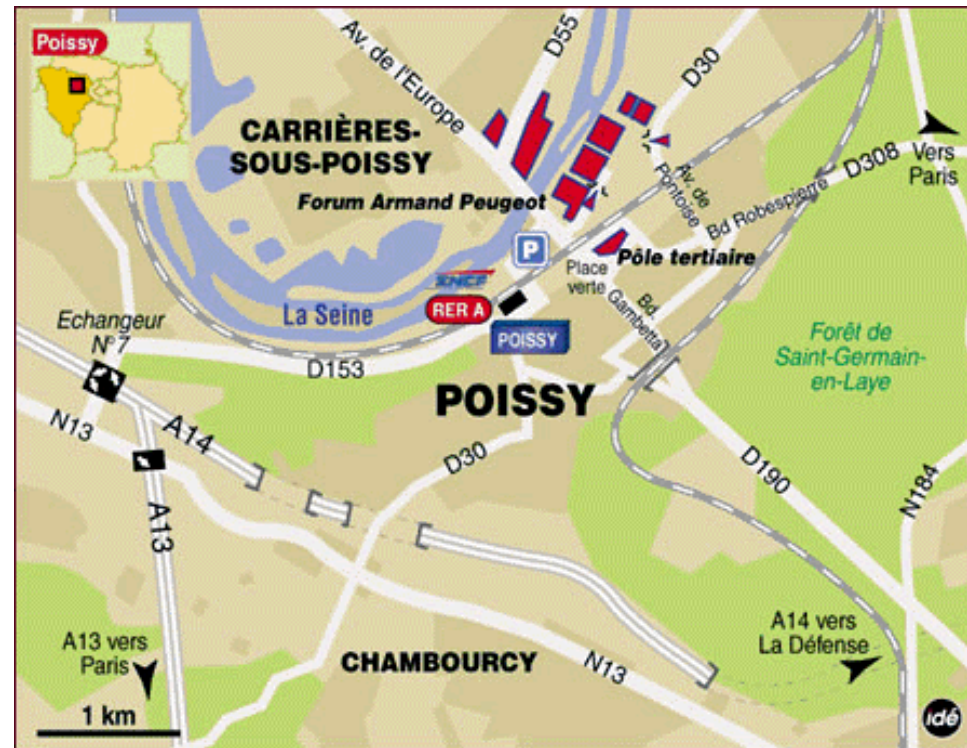 Poissy
Av. de l'Europe
D55
D30
CARRIÈRES-
SOUS-POISSY
Forum Armand Peugeot
Av. de
Pontoise
Bd Robespierre
D308
Vers
Paris
P
Pôle tertiaire
Place
verte
Bd.
Gambetta
SNCF
RER A
POISSY
La Seine
Echangeur
N°7
D153
POISSY
Forêt de
Saint-Germain-
en-Laye
N13
A14
D30
D190
N184
A13
A13 vers
Paris
CHAMBOURCY
N13
A14 vers
La Défense
1 km
idé